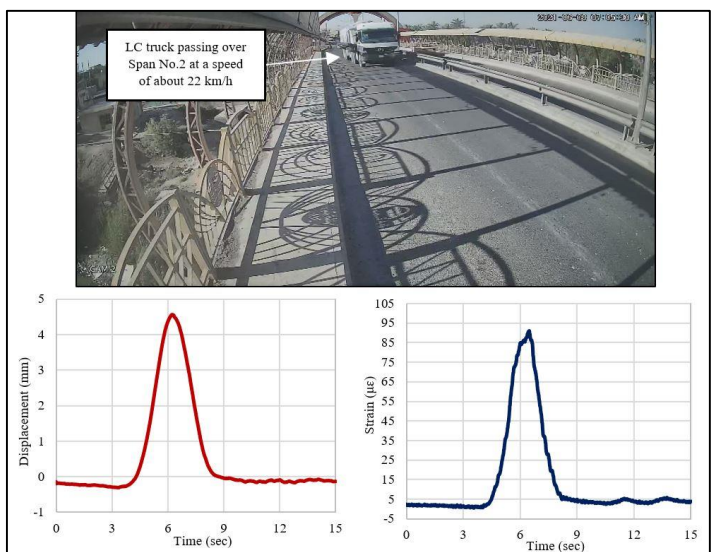 LC truck passing over
Span No.2 at a speed
of about 22 km/h
CAM 2
5
4
3
2
1
0
-1
Displacement (mm)
0 3 6 9 12 15
Time (sec)
105
95
85
75
65
55
45
35
25
15
5
-5
Strain (με)
0 3 6 9 12 15
Time (sec)